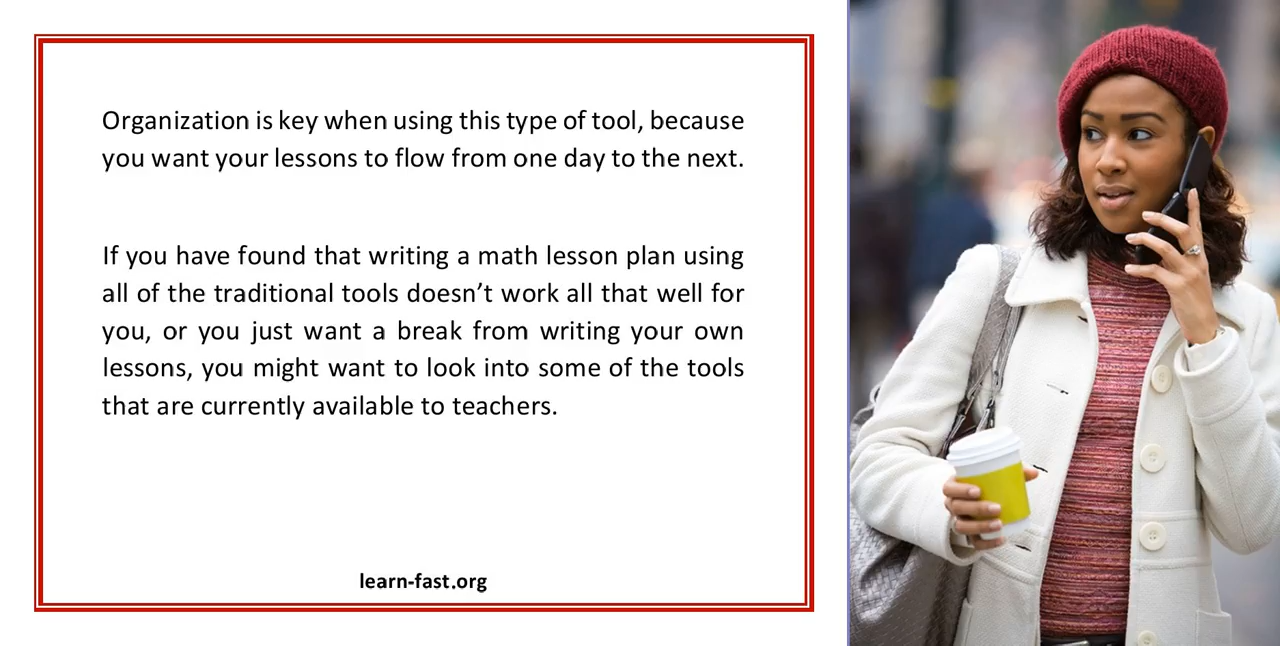 Organization is key when using this type of tool, because
you want your lessons to flow from one day to the next.
If you have found that writing a math lesson plan using
all of the traditional tools doesn’t work all that well for
you, or you just want a break from writing your own
lessons, you might want to look into some of the tools
that are currently available to teachers.
learn-fast.org